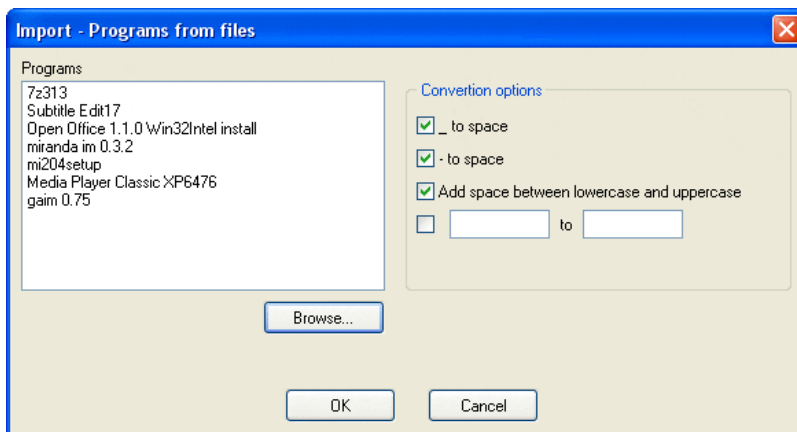 Import - Programs from files
Programs
7z313
Subtitle Edit17
Open Office 1.1.0 Win32Intel install
miranda im 0.3.2
mi204setup
Media Player Classic XP6476
gaim 0.75
Convertion options
_ to space
- to space
Add space between lowercase and uppercase
to
Browse...
OK
Cancel